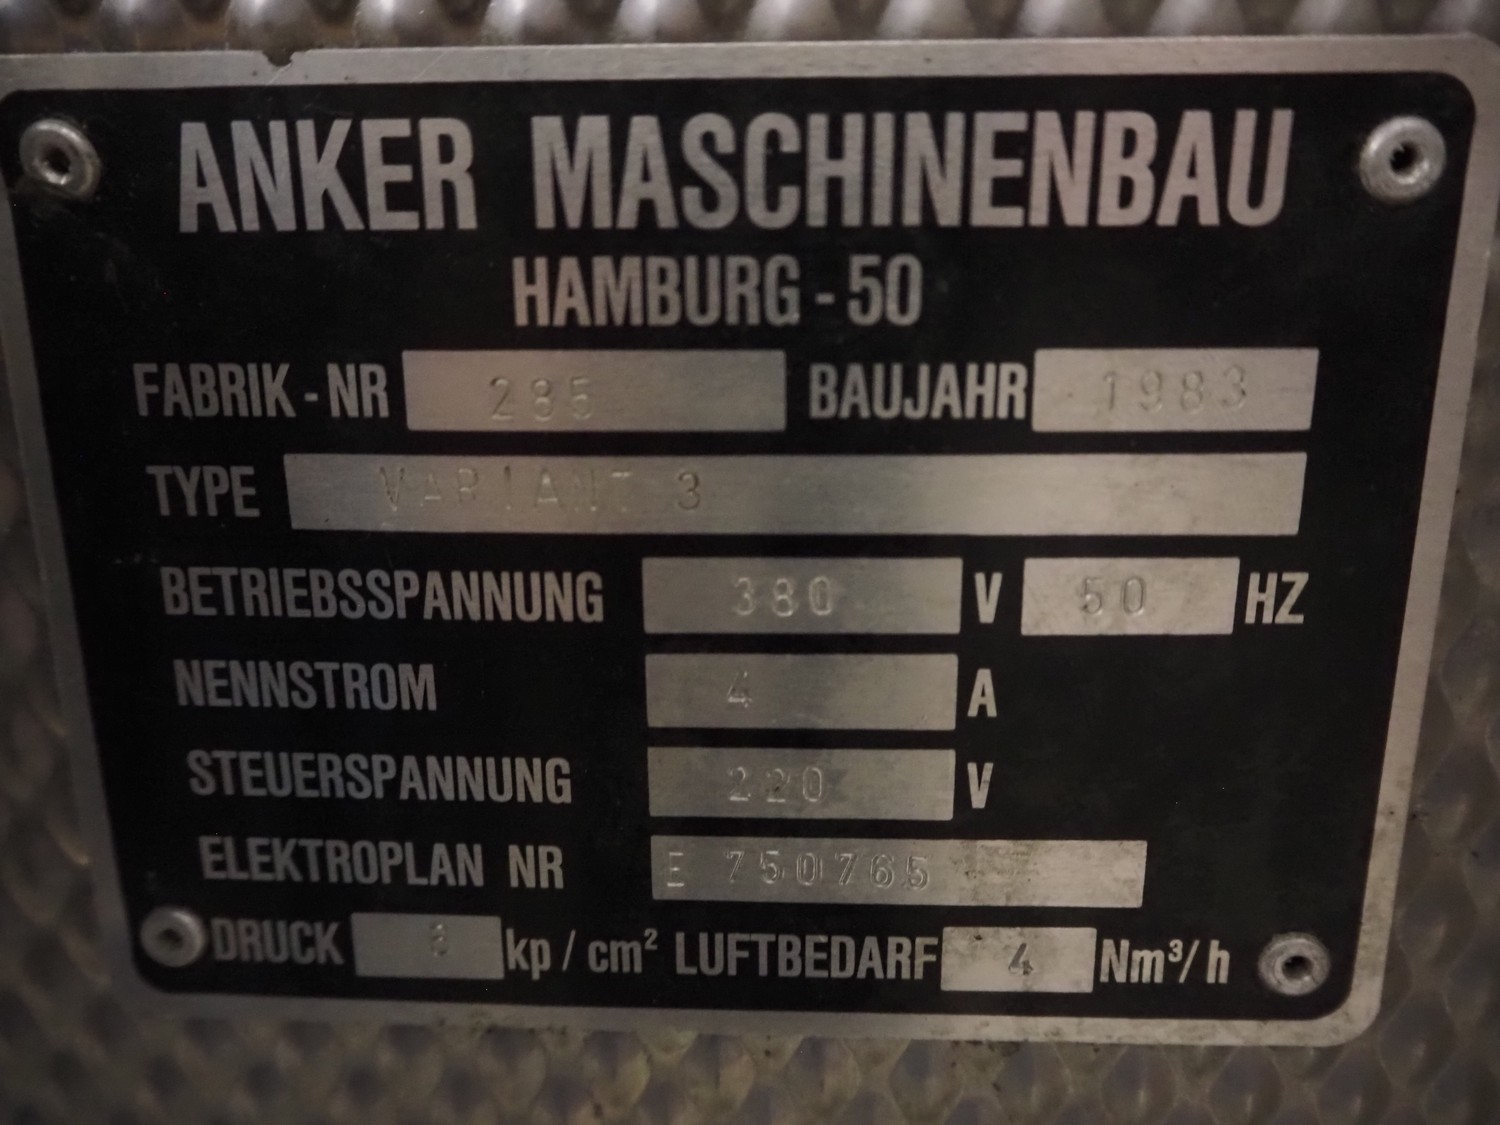 ANKER MASCHINENBAU
HAMBURG - 50
FABRIK - NR 285 BAUJAHR 1983
TYPE VARIANT 3
BETRIEBSSPANNUNG 380 V 50 HZ
NENNSTROM 4 A
STEUERSPANNUNG 220 V
ELEKTROPLAN NR E 750765
DRUCK kp / cm² LUFTBEDARF 4 Nm³/h